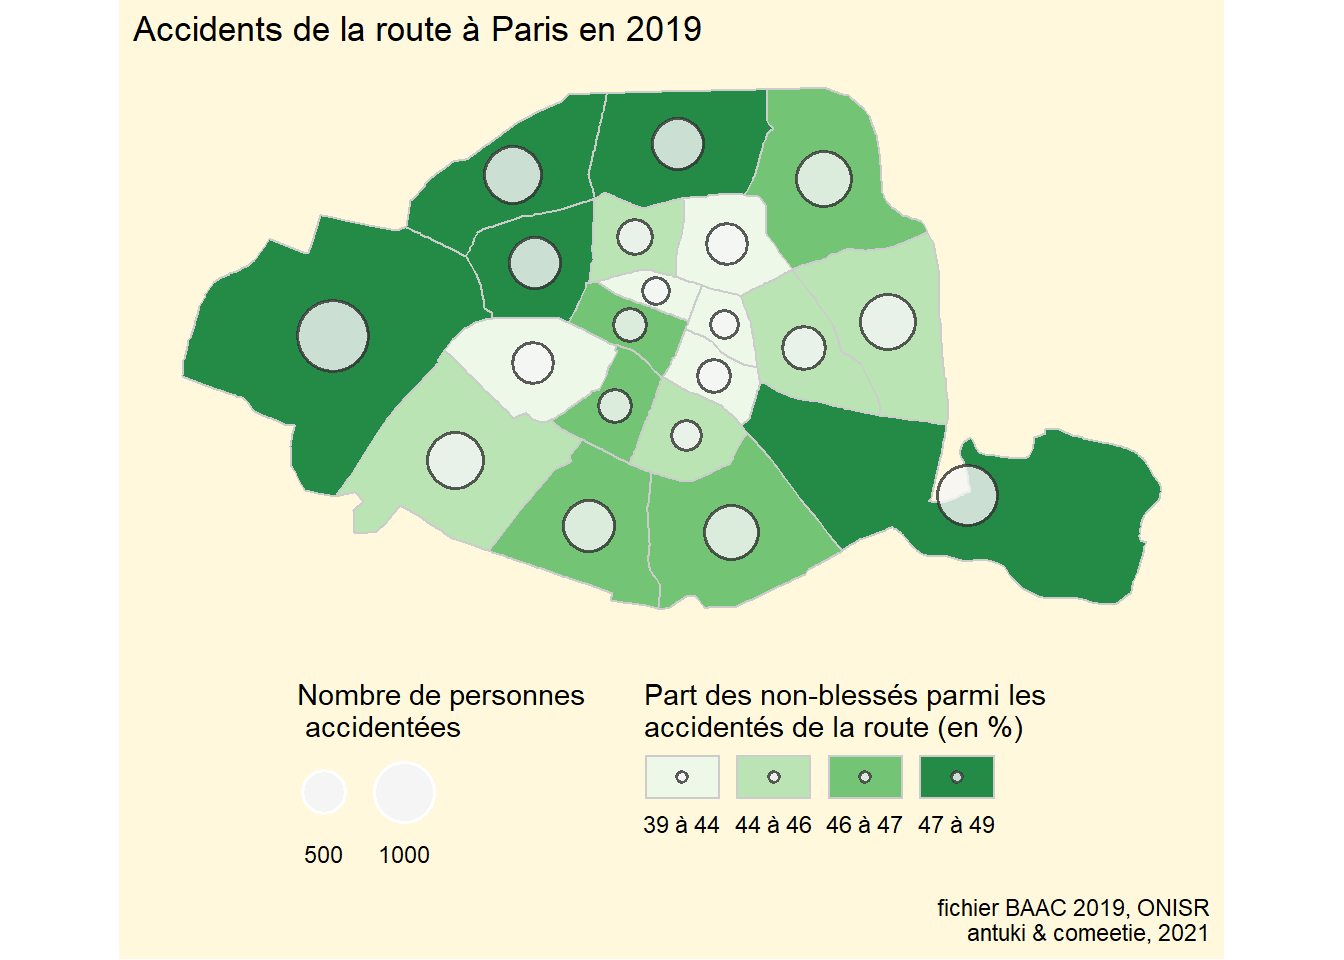 Accidents de la route à Paris en 2019
Nombre de personnes
accidentées
500 1000
Part des non-blessés parmi les
accidentés de la route (en %)
39 à 44 44 à 46 46 à 47 47 à 49
fichier BAAC 2019, ONISR
antuki & comeetie, 2021